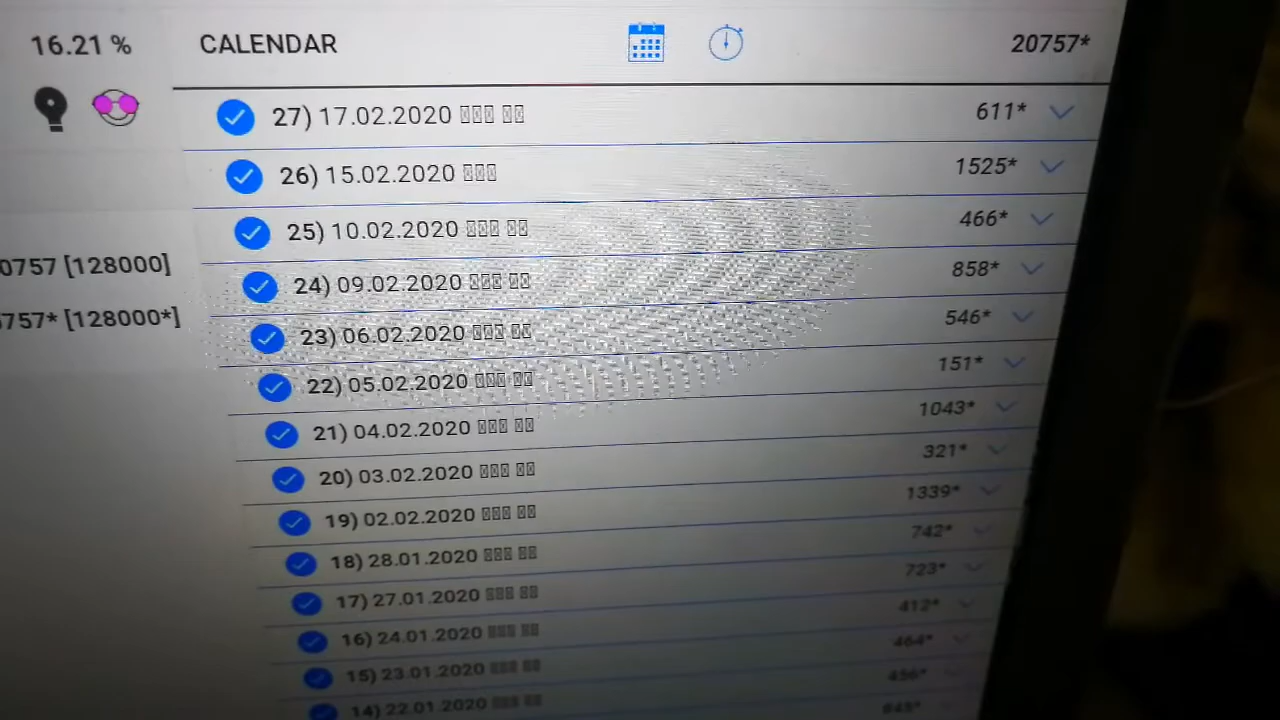 16.21 %
CALENDAR
20757*
27) 17.02.2020 611*
26) 15.02.2020 1525*
25) 10.02.2020 466*
24) 09.02.2020 858*
0757 [128000]
23) 06.02.2020 546*
757* [128000*]
22) 05.02.2020 151*
21) 04.02.2020 1043*
20) 03.02.2020 321*
19) 02.02.2020 1339*
18) 28.01.2020 742*
17) 27.01.2020 723*
16) 24.01.2020 412*
15) 23.01.2020 464*
14) 22.01.2020